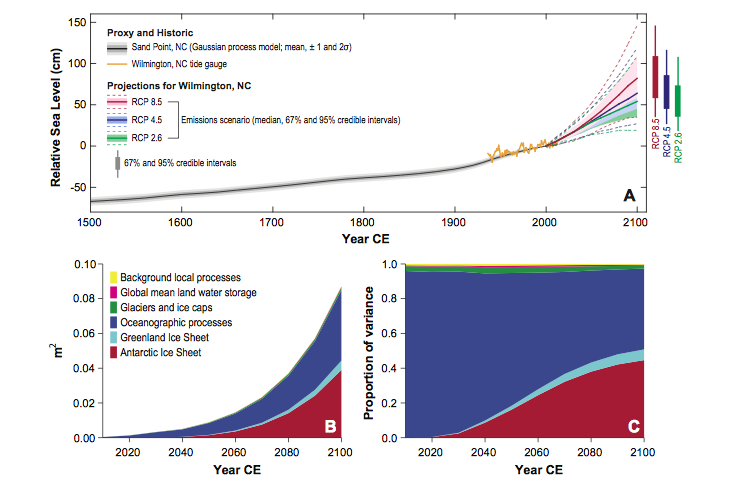 Relative Sea Level (cm)
150
100
50
0
-50
Proxy and Historic
Sand Point, NC (Gaussian process model; mean, ± 1 and 2σ)
Wilmington, NC tide gauge
Projections for Wilmington, NC
RCP 8.5
RCP 4.5
RCP 2.6
Emissions scenario (median, 67% and 95% credible intervals)
67% and 95% credible intervals
RCP 8.5
RCP 4.5
RCP 2.6
A
1500
1600
1700
1800
1900
2000
2100
Year CE
m²
0.10
0.08
0.06
0.04
0.02
0.00
Background local processes
Global mean land water storage
Glaciers and ice caps
Oceanographic processes
Greenland Ice Sheet
Antarctic Ice Sheet
B
2020
2040
2060
2080
2100
Year CE
Proportion of variance
1.0
0.8
0.6
0.4
0.2
0.0
C
2020
2040
2060
2080
2100
Year CE